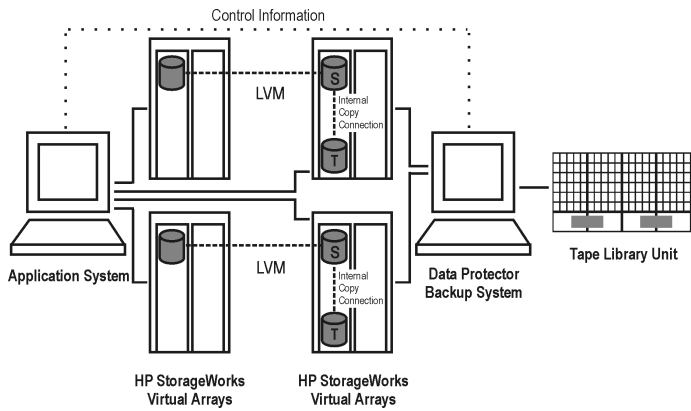 Control Information
LVM
S
Internal
Copy
Connection
T
Application System
LVM
S
Internal
Copy
Connection
T
Data Protector
Backup System
Tape Library Unit
HP StorageWorks
Virtual Arrays
HP StorageWorks
Virtual Arrays